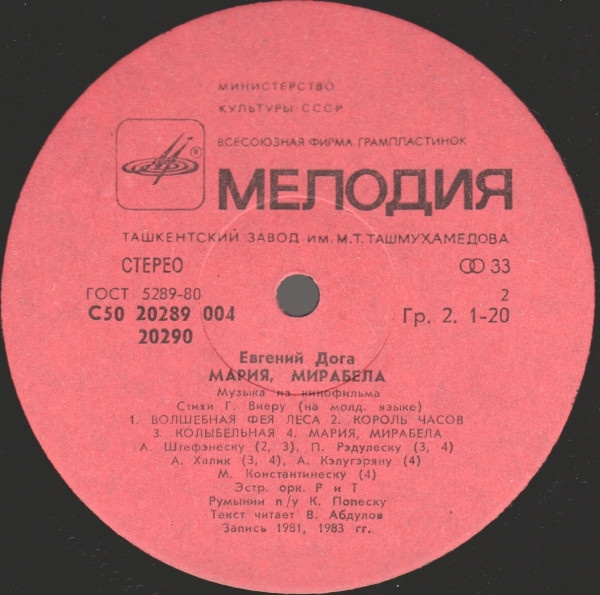 МИНИСТЕРСТВО
КУЛЬТУРЫ СССР
ВСЕСОЮЗНАЯ ФИРМА ГРАМПЛАСТИНОК
® МЕЛОДИЯ
ТАШКЕНТСКИЙ ЗАВОД ИМ. М.Т. ТАШМУХАМЕДОВА
СТЕРЕО 33
ГОСТ 5289-80 2
С50 20289 004 Гр. 2. 1-20
20290
Евгений Дога
МАРИЯ, МИРАБЕЛА
Музыка из кинофильма
Стихи Г. Виеру (на молд. языке)
1. ВОЛШЕБНАЯ ФЕЯ ЛЕСА 2. КОРОЛЬ ЧАСОВ
3. КОЛЫБЕЛЬНАЯ 4. МАРИЯ, МИРАБЕЛА
А. Штефэнеску (2, 3), П. Рэдулеску (3, 4)
А. Халик (3, 4), А. Кэлугэряну (4)
М. Константинеску (4)
Эстр. орк. Р и Т
Румынии п/у К. Попеску
Текст читает В. Абдулов
Запись 1981, 1983 гг.